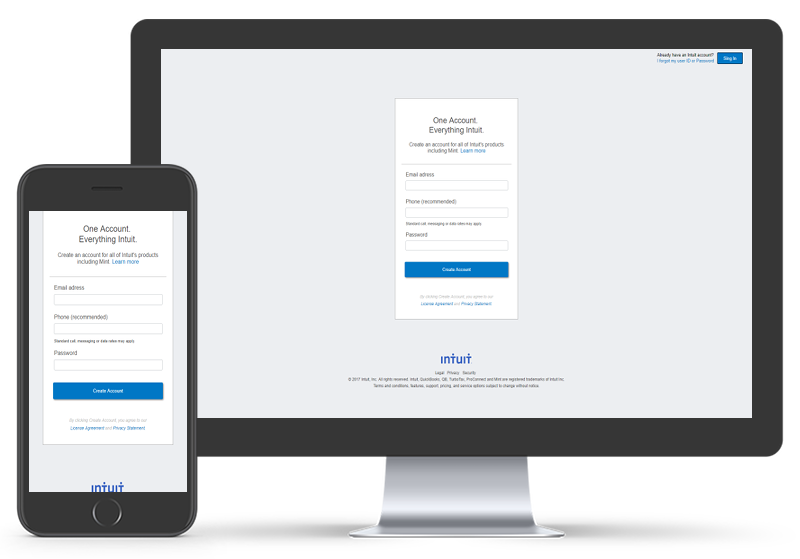 Already have an Intuit account?
I forgot my user ID or Password
Sing In
One Account.
Everything Intuit.
Create an account for all of Intuit's products
including Mint. Learn more
Email adress
Phone (recommended)
Standard call, messaging or data rates may apply.
Password
Create Account
By clicking Create Account, you agree to our
License Agreement and Privacy Statement
intuit
Legal Privacy Security
© 2017 Intuit, Inc. All rights reserved. Intuit, QuickBooks, QB, TurboTax, ProConnect and Mint are registered trademarks of Intuit Inc.
Terms and conditions, features, support, pricing, and service options subject to change without notice.
One Account.
Everything Intuit.
Create an account for all of Intuit's products
including Mint. Learn more
Email adress
Phone (recommended)
Standard call, messaging or data rates may apply.
Password
Create Account
By clicking Create Account, you agree to our
License Agreement and Privacy Statement
intuit